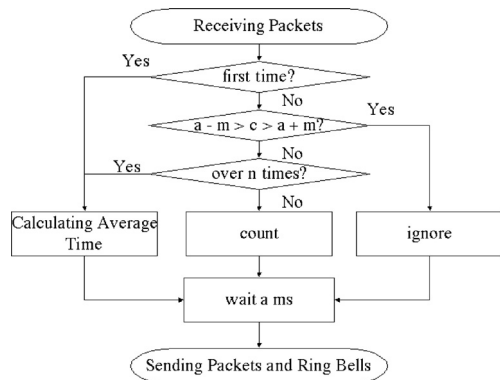 Receiving Packets
Yes
first time?
No
Yes
a - m > c > a + m?
No
Yes
over n times?
No
Calculating Average
Time
count
ignore
wait a ms
Sending Packets and Ring Bells